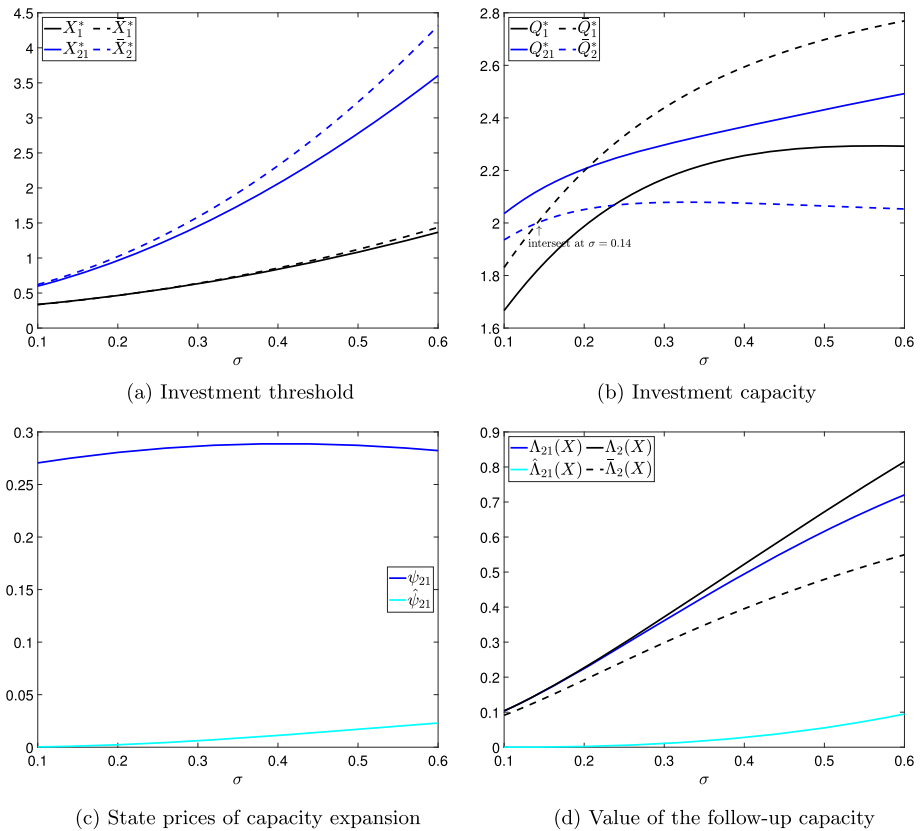 4.5
4
3.5
3
2.5
2
1.5
1
0.5
0
X₁* X̄₁*
X₂₁* X̄₂*
0.1 0.2 0.3 0.4 0.5 0.6
σ
(a) Investment threshold
2.8
2.6
2.4
2.2
2
1.8
1.6
Q₁* Q̄₁*
Q₂₁* Q̄₂*
↑
intersect at σ = 0.14
0.1 0.2 0.3 0.4 0.5 0.6
σ
(b) Investment capacity
0.3
0.25
0.2
0.15
0.1
0.05
0
ψ₂₁
ψ̂₂₁
0.1 0.2 0.3 0.4 0.5 0.6
σ
(c) State prices of capacity expansion
0.9
0.8
0.7
0.6
0.5
0.4
0.3
0.2
0.1
0
Λ₂₁(X) Λ₂(X)
Λ̂₂₁(X) Λ̄₂(X)
0.1 0.2 0.3 0.4 0.5 0.6
σ
(d) Value of the follow-up capacity